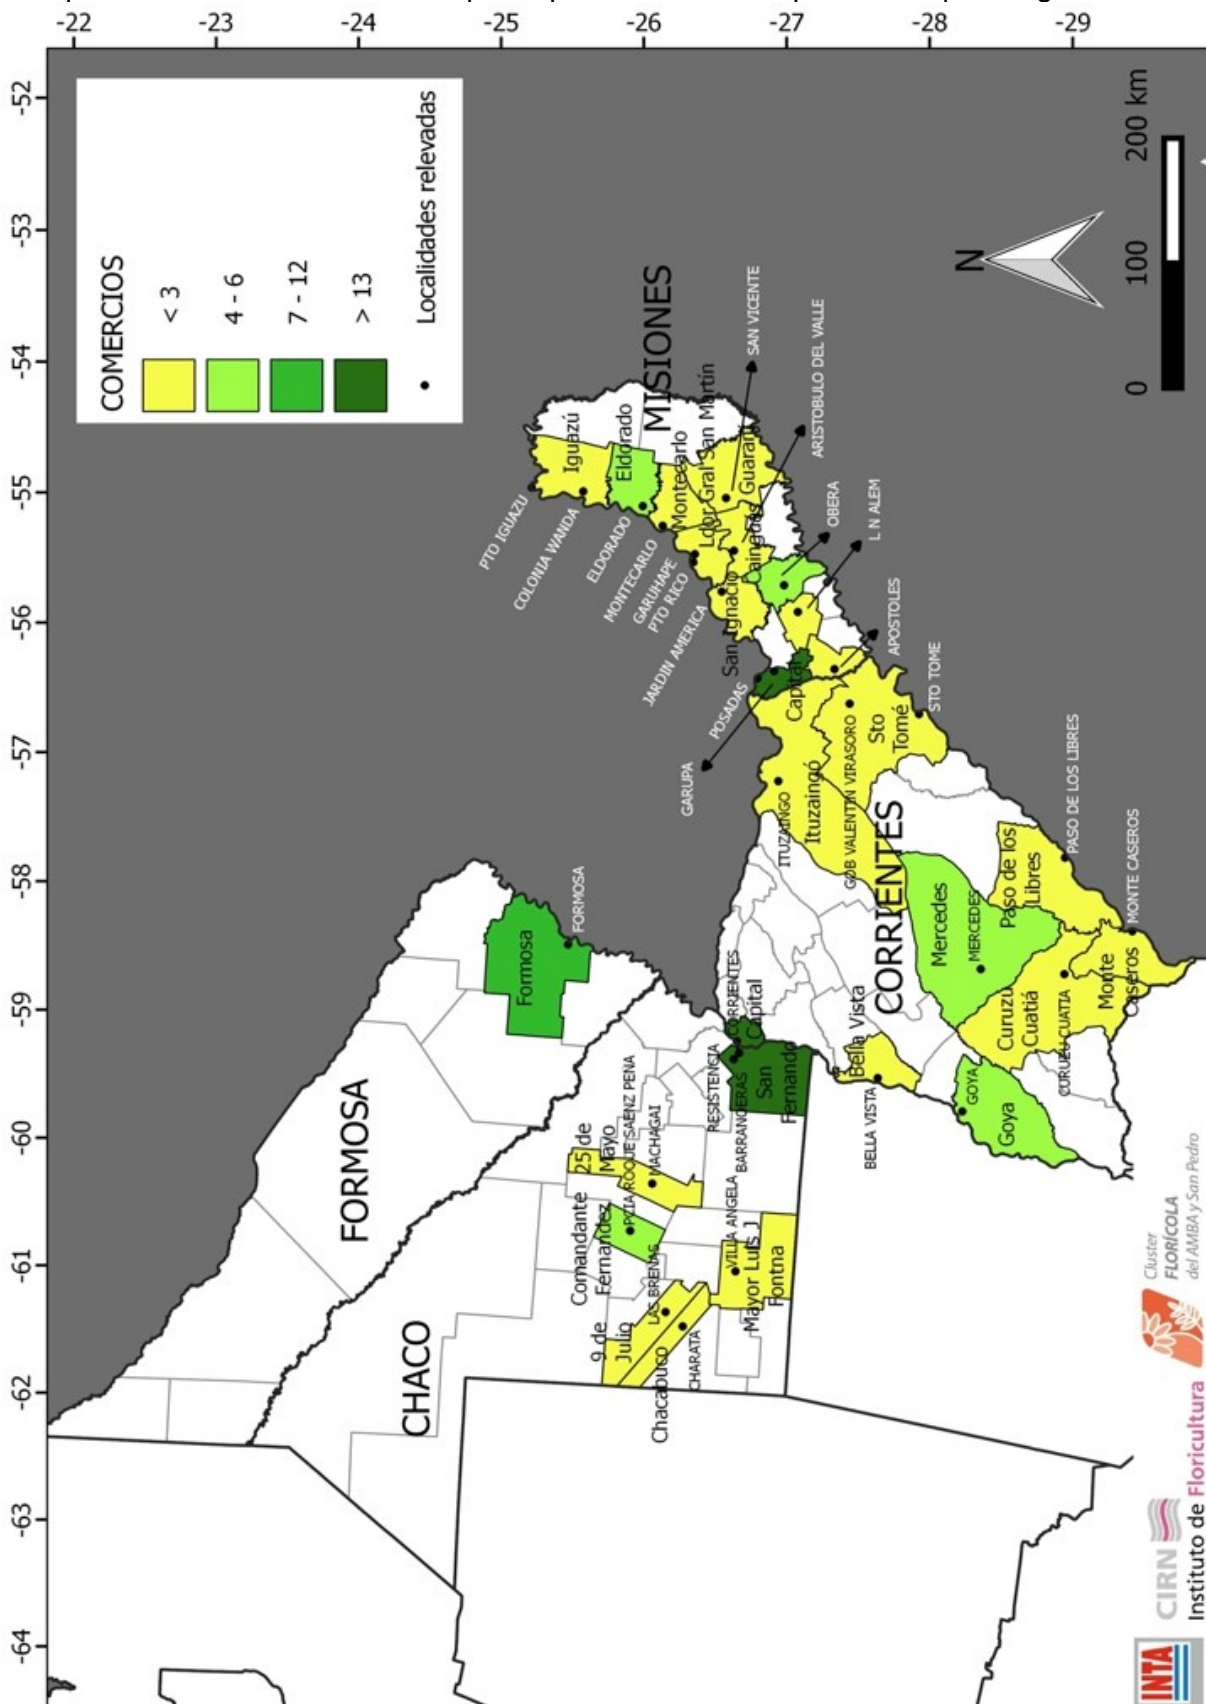 -52
-53
-54
-55
-56
-57
-58
-59
-60
-61
-62
-63
-64
-22
-23
-24
-25
-26
-27
-28
-29
COMERCIOS
< 3
4 - 6
7 - 12
> 13
Localidades relevadas
N
0
100
200 km
FORMOSA
Formosa
FORMOSA
CHACO
25 de
Mayo
Comandante
Fernandez
9 de
Julio
Chacabuco
Mayor Luis J
Fontna
San
Fernando
PCIA ROQUE SAENZ PENA
MACHAGAI
LAS BRENAS
CHARATA
VILLA ANGELA
RESISTENCIA
BARRANQERAS
MISIONES
Iguazú
Eldorado
Montecarlo
Ldor Gral San Martín
Guaraní
ainguás
San Ignacio
Capital
PTO IGUAZU
COLONIA WANDA
ELDORADO
MONTECARLO
GARUHAPE
PTO RICO
JARDIN AMERICA
POSADAS
GARUPA
SAN VICENTE
ARISTOBULO DEL VALLE
OBERA
L N ALEM
APOSTOLES
CORRIENTES
CORRIENTES
Capital
Ituzaingó
ITUZAINGO
GOB VALENTIN VIRASORO
Sto
Tomé
STO TOME
Mercedes
MERCEDES
Paso de los
Libres
PASO DE LOS LIBRES
Monte
Caseros
MONTE CASEROS
Curuzu
Cuatiá
CURUZU CUATIA
Bella Vista
BELLA VISTA
Goya
GOYA
INTA
CIRN
Instituto de Floricultura
Cluster
FLORÍCOLA
del AMBA y San Pedro